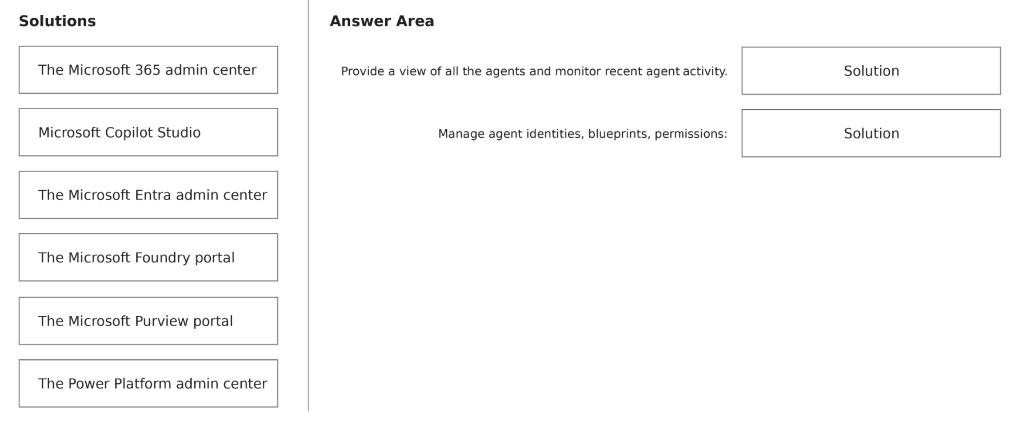 Solutions
The Microsoft 365 admin center
Microsoft Copilot Studio
The Microsoft Entra admin center
The Microsoft Foundry portal
The Microsoft Purview portal
The Power Platform admin center
Answer Area
Provide a view of all the agents and monitor recent agent activity.
Solution
Manage agent identities, blueprints, permissions:
Solution